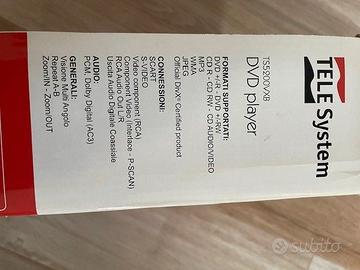 TELE System
TS5200VXB
DVD player
FORMATI SUPPORTATI:
DVD +/-R - DVD +/-RW
CD R - CD RW - CD AUDIO/VIDEO
MP3
WMA
JPEG
Official DivX® Certified product
CONNESSIONI:
SCART
S-VIDEO
Video component (RCA)
Component Video (Interlace - P-SCAN)
RCA Audio Out L/R
Uscita Audio Digitale Coassiale
AUDIO:
PCM, Dolby Digital (AC3)
GENERALI:
Visione Multi Angolo
Repeat A-B
Zoom/IN - Zoom/OUT
subito